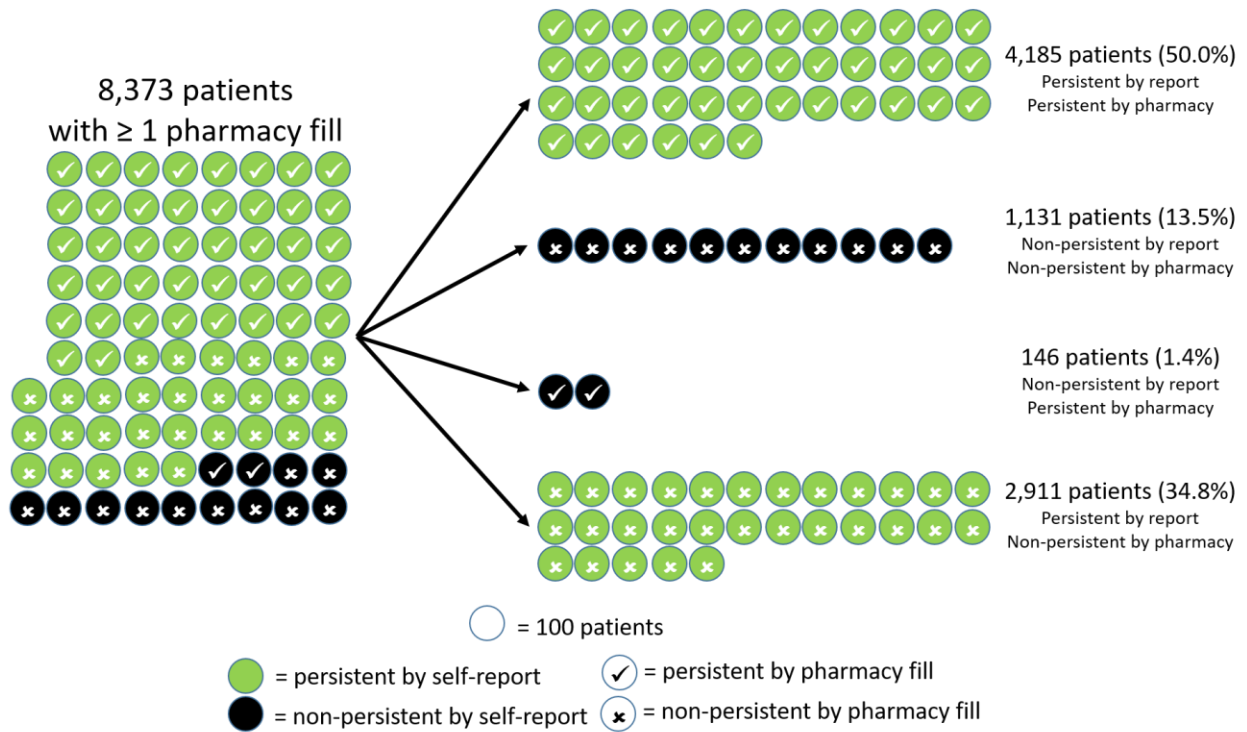 8,373 patients
with ≥ 1 pharmacy fill
4,185 patients (50.0%)
Persistent by report
Persistent by pharmacy
1,131 patients (13.5%)
Non-persistent by report
Non-persistent by pharmacy
146 patients (1.4%)
Non-persistent by report
Persistent by pharmacy
2,911 patients (34.8%)
Persistent by report
Non-persistent by pharmacy
= 100 patients
= persistent by self-report
= persistent by pharmacy fill
= non-persistent by self-report
= non-persistent by pharmacy fill